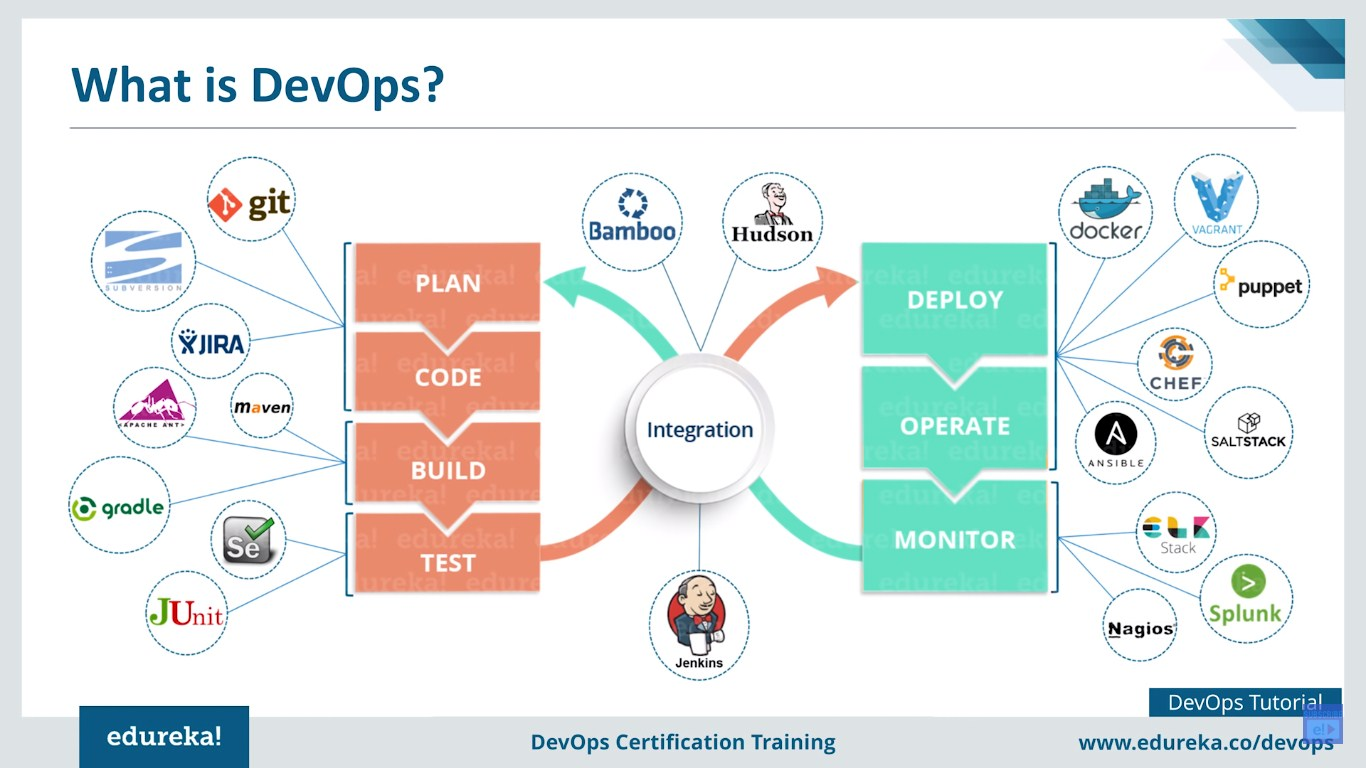 What is DevOps?
git
SUBVERSION
JIRA
APACHE ANT
maven
gradle
Se
JUnit
PLAN
CODE
BUILD
TEST
Bamboo
Hudson
Integration
Jenkins
DEPLOY
OPERATE
MONITOR
docker
VAGRANT
puppet
CHEF
SALTSTACK
A
ANSIBLE
ELK
Stack
Splunk
Nagios
DevOps Tutorial
edureka!
DevOps Certification Training
www.edureka.co/devops